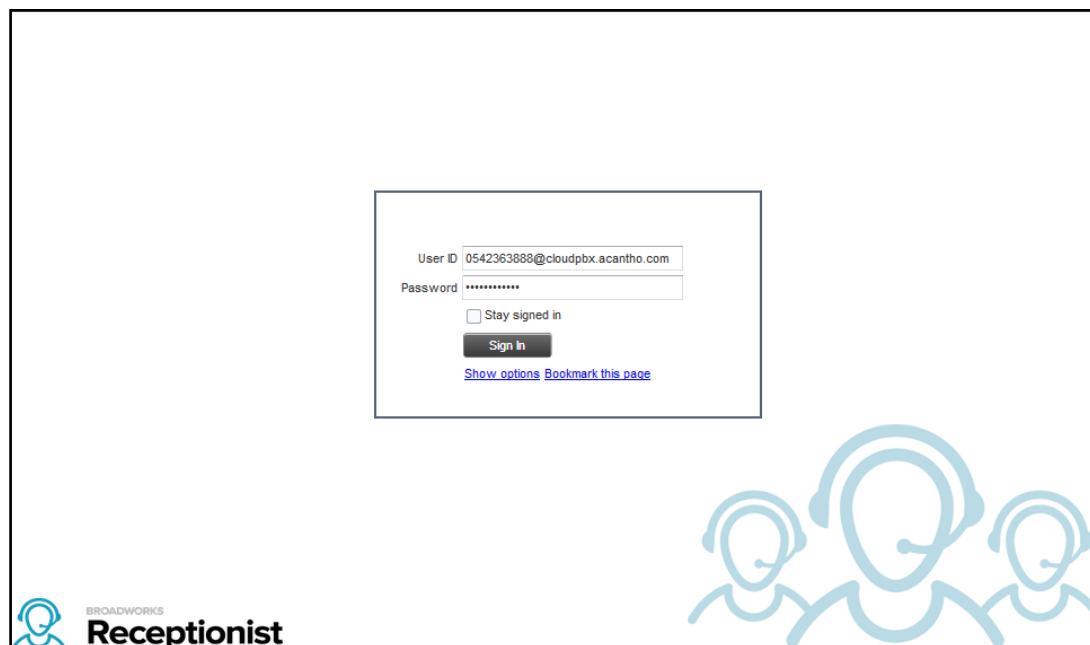 User ID 0542363888@cloudpbx.acantho.com
Password ••••••••••••
Stay signed in
Sign In
Show options Bookmark this page
BROADWORKS
Receptionist